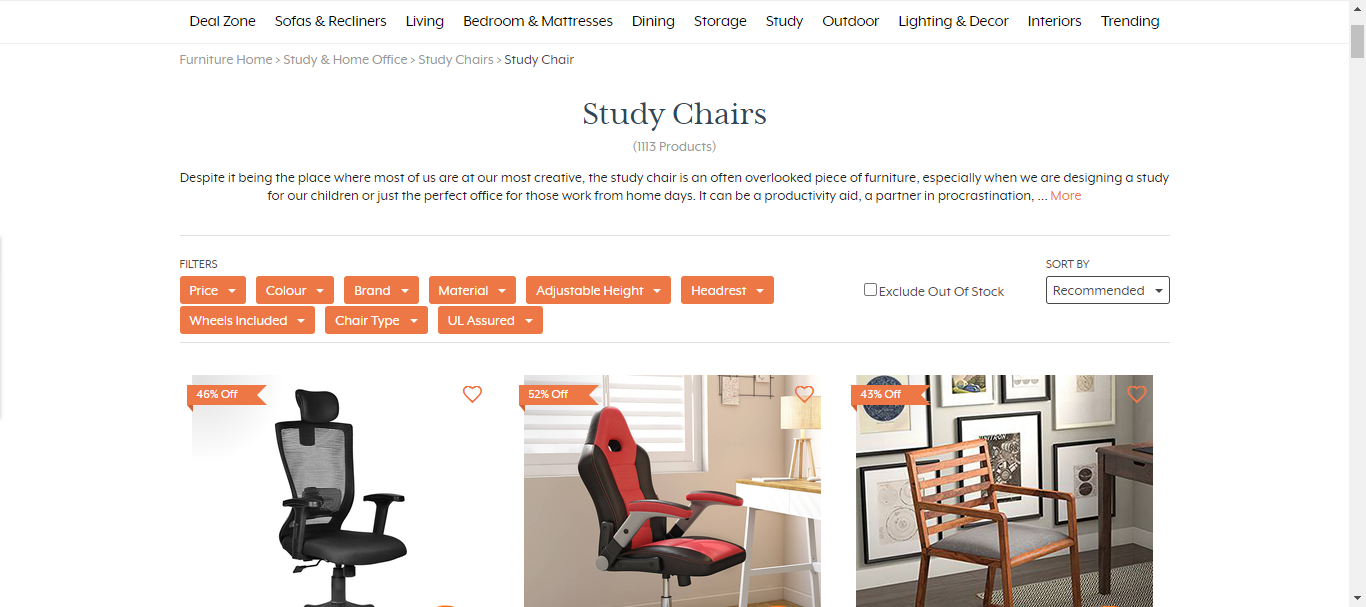 Deal Zone Sofas & Recliners Living Bedroom & Mattresses Dining Storage Study Outdoor Lighting & Decor Interiors Trending
Furniture Home > Study & Home Office > Study Chairs > Study Chair
Study Chairs
(1113 Products)
Despite it being the place where most of us are at our most creative, the study chair is an often overlooked piece of furniture, especially when we are designing a study
for our children or just the perfect office for those work from home days. It can be a productivity aid, a partner in procrastination, ... More
FILTERS
SORT BY
Price Colour Brand Material Adjustable Height Headrest
Exclude Out Of Stock
Recommended
Wheels Included Chair Type UL Assured
46% Off
52% Off
43% Off